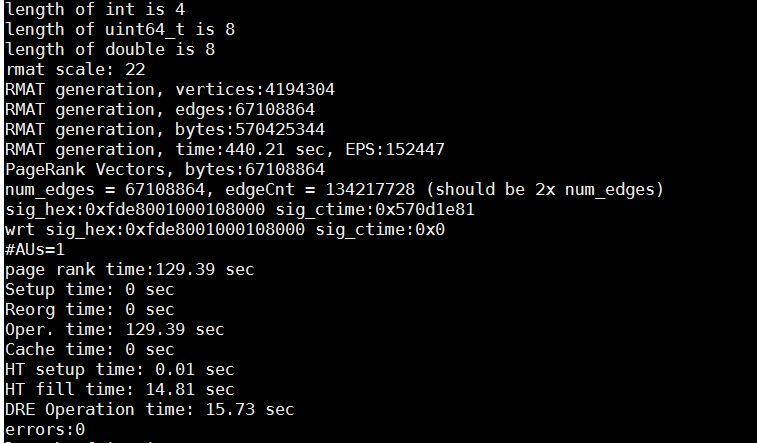 length of int is 4
length of uint64_t is 8
length of double is 8
rmat scale: 22
RMAT generation, vertices:4194304
RMAT generation, edges:67108864
RMAT generation, bytes:570425344
RMAT generation, time:440.21 sec, EPS:152447
PageRank Vectors, bytes:67108864
num_edges = 67108864, edgeCnt = 134217728 (should be 2x num_edges)
sig_hex:0xfde8001000108000 sig_ctime:0x570d1e81
wrt sig_hex:0xfde8001000108000 sig_ctime:0x0
#AUs=1
page rank time:129.39 sec
Setup time: 0 sec
Reorg time: 0 sec
Oper. time: 129.39 sec
Cache time: 0 sec
HT setup time: 0.01 sec
HT fill time: 14.81 sec
DRE Operation time: 15.73 sec
errors:0